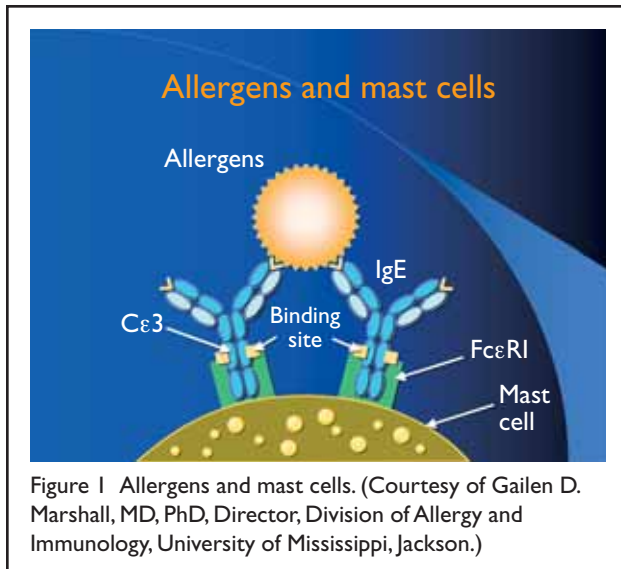 Allergens and mast cells
Allergens
IgE
Cε3
Binding
site
FcεRI
Mast
cell
Figure 1 Allergens and mast cells. (Courtesy of Gailen D.
Marshall, MD, PhD, Director, Division of Allergy and
Immunology, University of Mississippi, Jackson.)